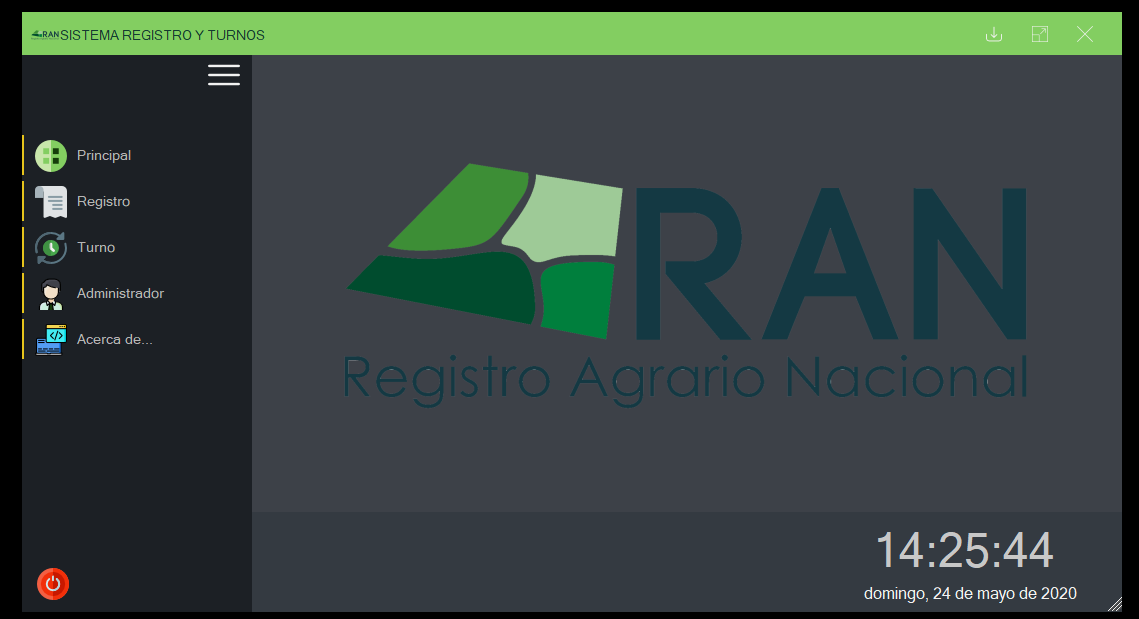 RAN SISTEMA REGISTRO Y TURNOS
Principal
Registro
Turno
Administrador
Acerca de...
RAN
Registro Agrario Nacional
14:25:44
domingo, 24 de mayo de 2020